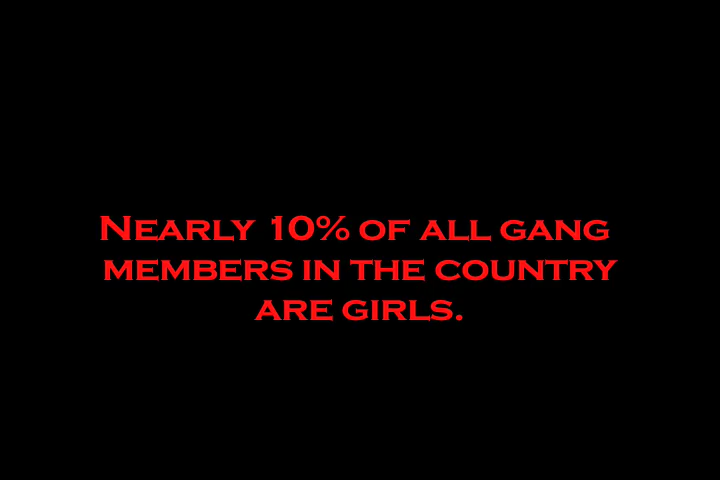 Nearly 10% of all gang
members in the country
are girls.